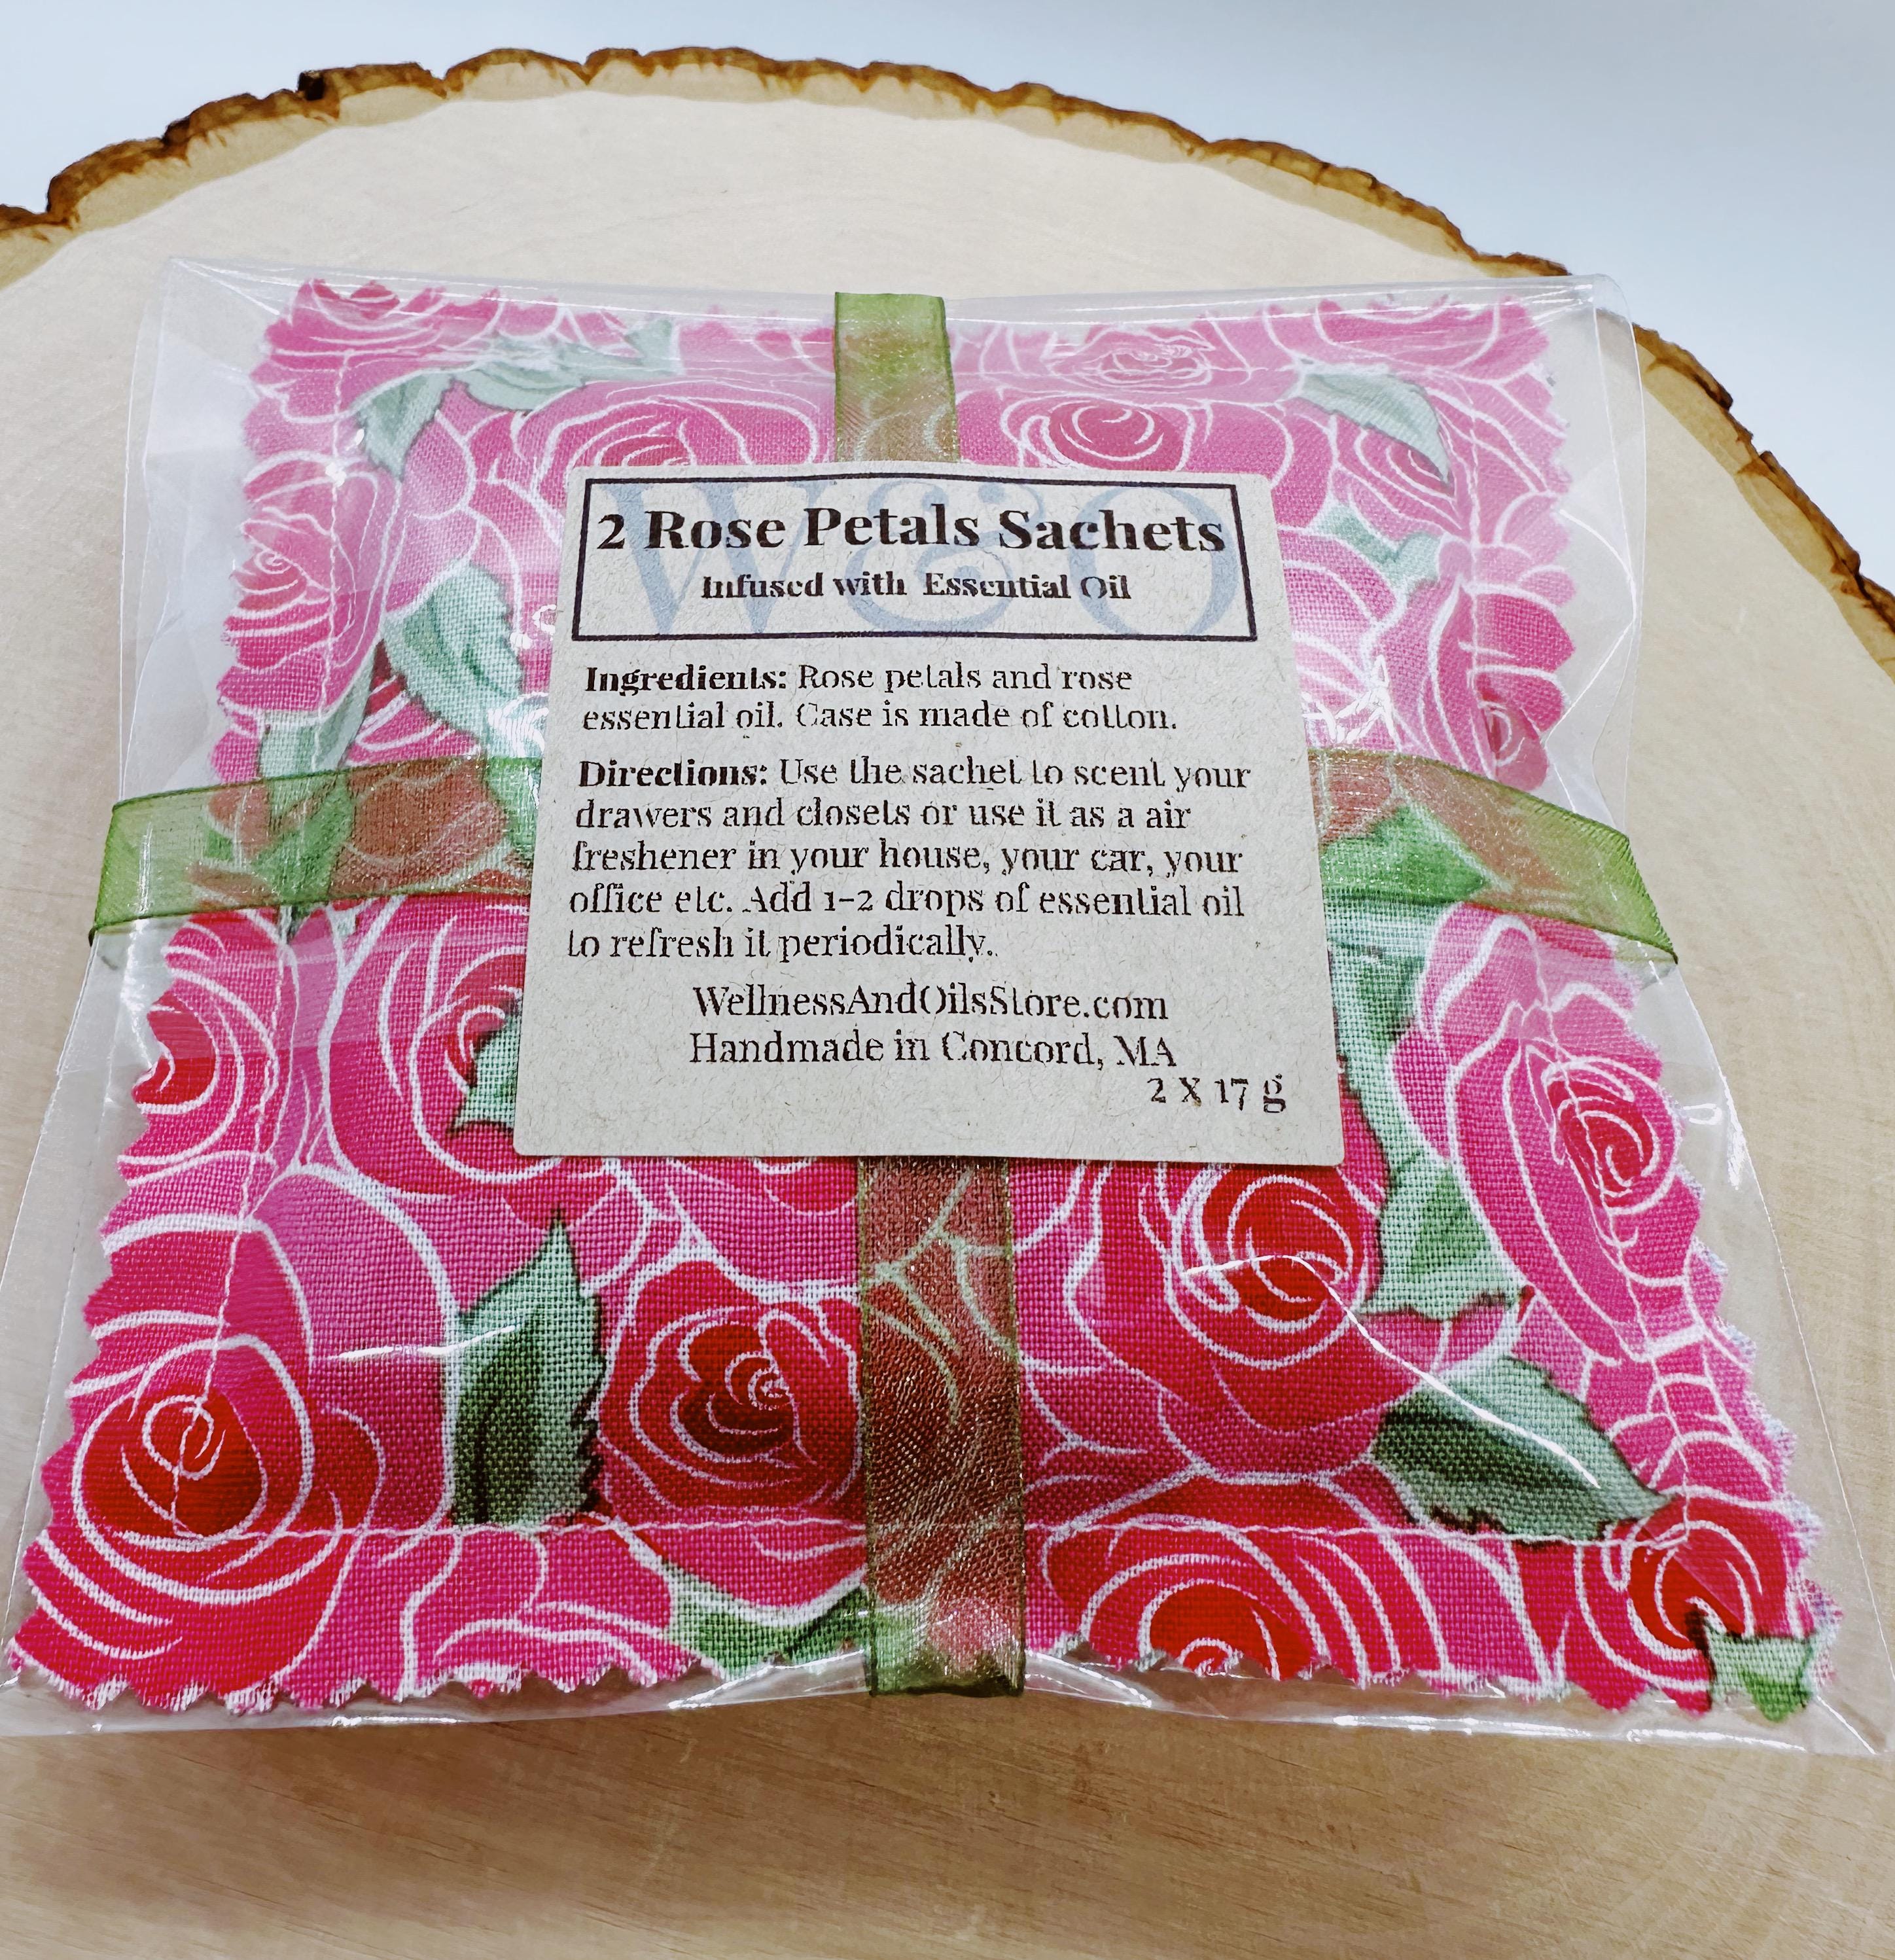 W&O
2 Rose Petals Sachets
Infused with Essential Oil
Ingredients: Rose petals and rose
essential oil. Case is made of cotton.
Directions: Use the sachet to scent your
drawers and closets or use it as a air
freshener in your house, your car, your
office etc. Add 1-2 drops of essential oil
to refresh it periodically.
WellnessAndOilsStore.com
Handmade in Concord, MA
2 X 17 g